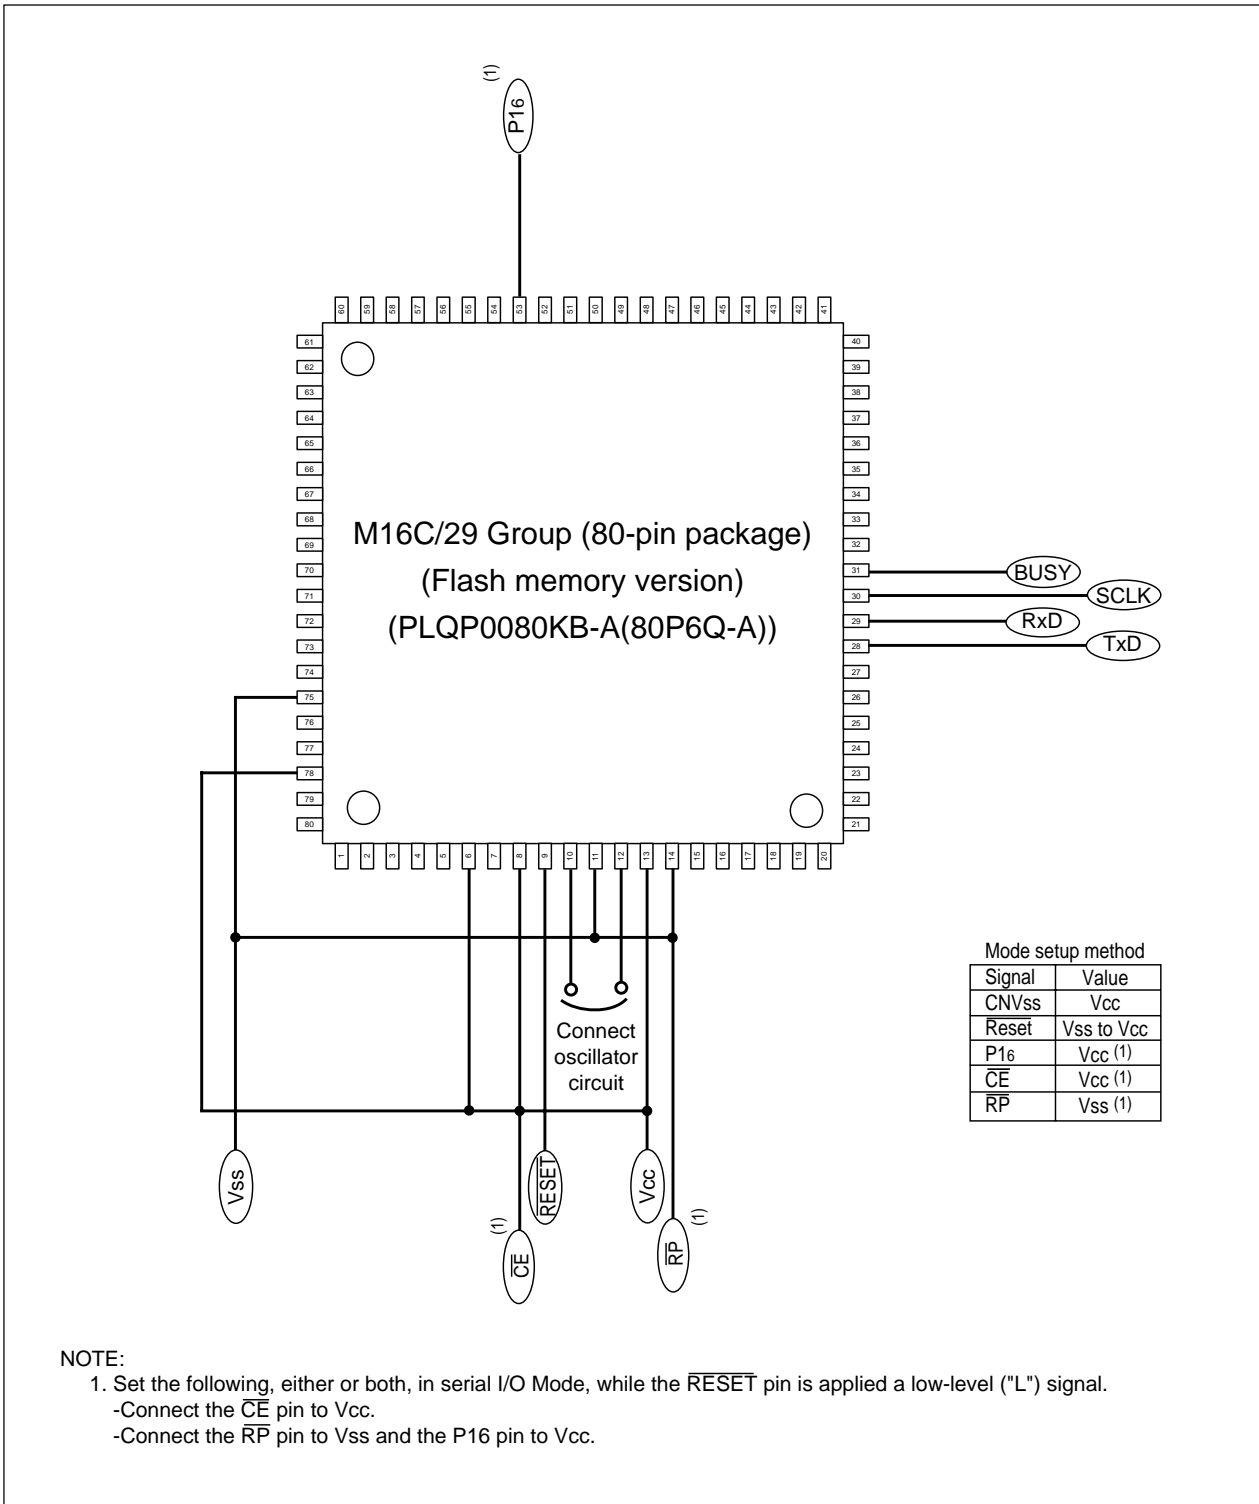 (1)
P16
60 59 58 57 56 55 54 53 52 51 50 49 48 47 46 45 44 43 42 41
61
62
63
64
65
66
67
68
69
70
71
72
73
74
75
76
77
78
79
80
40
39
38
37
36
35
34
33
32
31
30
29
28
27
26
25
24
23
22
21
M16C/29 Group (80-pin package)
(Flash memory version)
(PLQP0080KB-A(80P6Q-A))
BUSY
SCLK
RxD
TxD
1 2 3 4 5 6 7 8 9 10 11 12 13 14 15 16 17 18 19 20
Connect
oscillator
circuit
Vss
(1)
CE
RESET
Vcc
RP
(1)
Mode setup method
Signal Value
CNVss Vcc
Reset Vss to Vcc
P16 Vcc (1)
CE Vcc (1)
RP Vss (1)
NOTE:
1. Set the following, either or both, in serial I/O Mode, while the RESET pin is applied a low-level ("L") signal.
-Connect the CE pin to Vcc.
-Connect the RP pin to Vss and the P16 pin to Vcc.